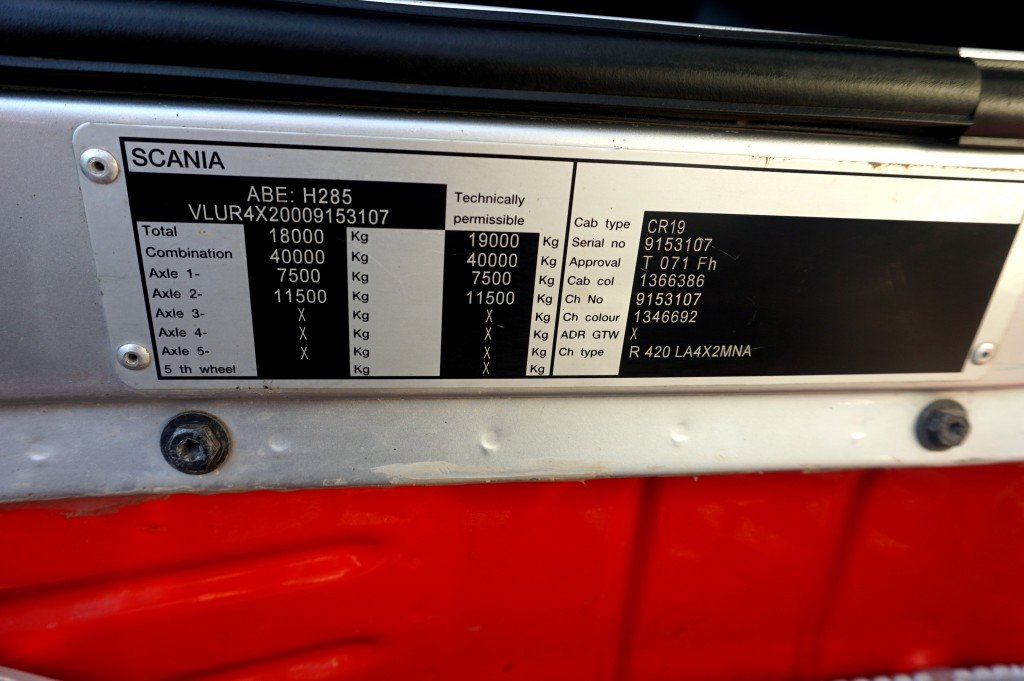 SCANIA
ABE: H285
VLUR4X20009153107
Technically
permissible
Total 18000 Kg 19000 Kg
Combination 40000 Kg 40000 Kg
Axle 1- 7500 Kg 7500 Kg
Axle 2- 11500 Kg 11500 Kg
Axle 3- X Kg X Kg
Axle 4- X Kg X Kg
Axle 5- X Kg X Kg
5 th wheel Kg X Kg
Cab type CR19
Serial no 9153107
Approval T 071 Fh
Cab col 1366386
Ch No 9153107
Ch colour 1346692
ADR GTW X
Ch type R 420 LA4X2MNA